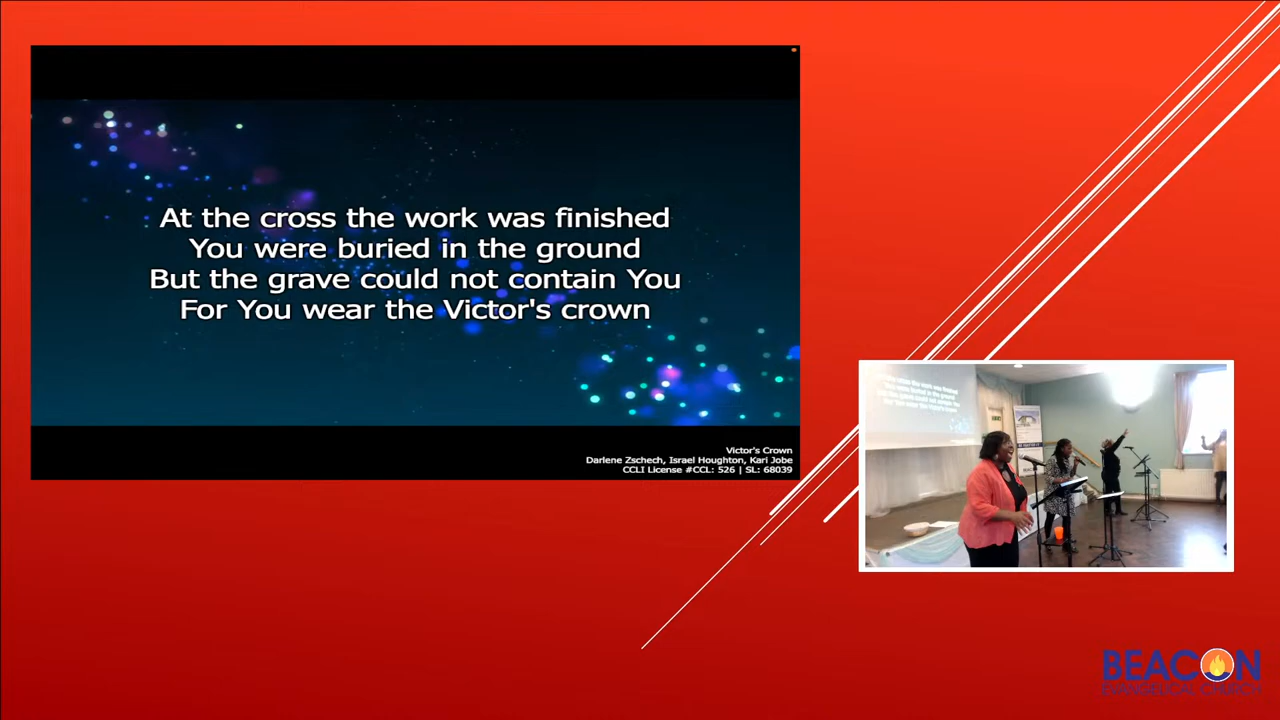 At the cross the work was finished
You were buried in the ground
But the grave could not contain You
For You wear the Victor's crown
Victor's Crown
Darlene Zschech, Israel Houghton, Kari Jobe
CCLI License #CCL: 526 | SL: 68039
BEACON
EVANGELICAL CHURCH